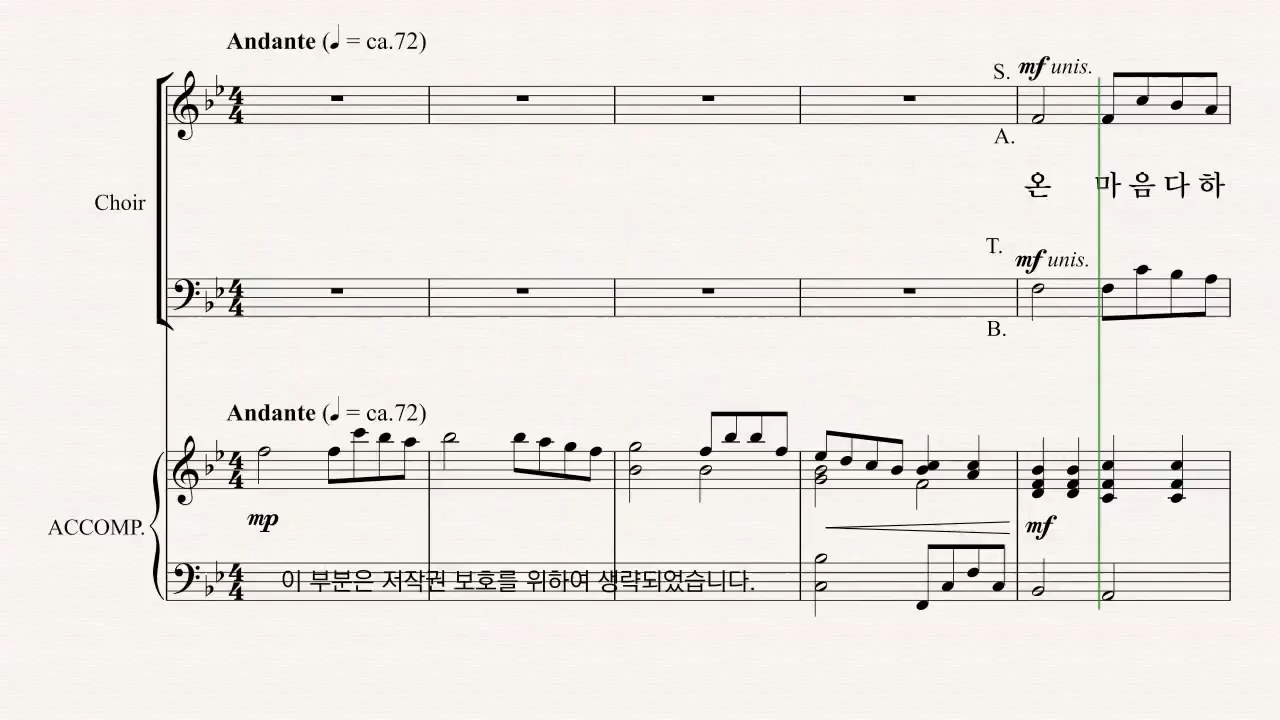 Andante (♩ = ca.72)
S. mf unis.
A.
온 마 음 다 하
Choir
T. mf unis.
B.
Andante (♩ = ca.72)
mp
mf
ACCOMP.
이 부분은 저작권 보호를 위하여 생략되었습니다.